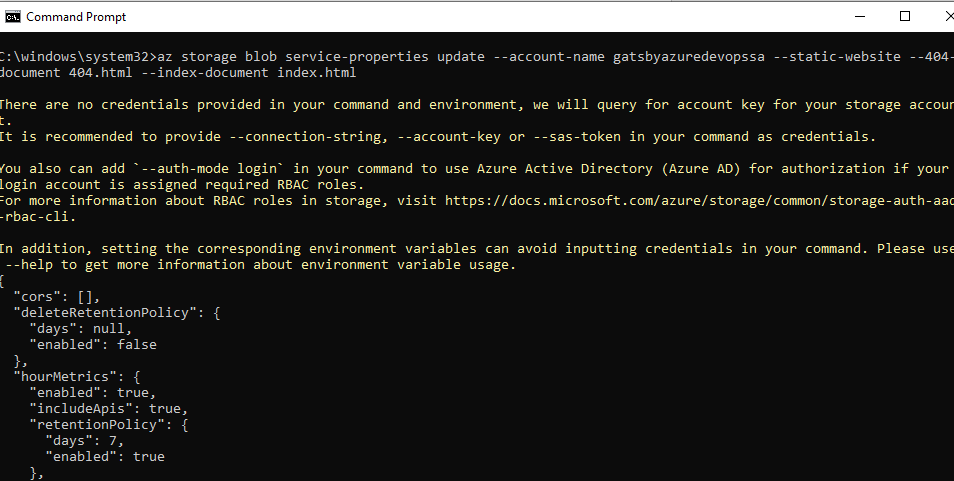 Command Prompt
C:\windows\system32>az storage blob service-properties update --account-name gatsbyazuredevopssa --static-website --404-
document 404.html --index-document index.html
There are no credentials provided in your command and environment, we will query for account key for your storage accoun
t.
It is recommended to provide --connection-string, --account-key or --sas-token in your command as credentials.
You also can add `--auth-mode login` in your command to use Azure Active Directory (Azure AD) for authorization if your
login account is assigned required RBAC roles.
For more information about RBAC roles in storage, visit https://docs.microsoft.com/azure/storage/common/storage-auth-aad
-rbac-cli.
In addition, setting the corresponding environment variables can avoid inputting credentials in your command. Please use
 --help to get more information about environment variable usage.
{
  "cors": [],
  "deleteRetentionPolicy": {
    "days": null,
    "enabled": false
  },
  "hourMetrics": {
    "enabled": true,
    "includeApis": true,
    "retentionPolicy": {
      "days": 7,
      "enabled": true
    },